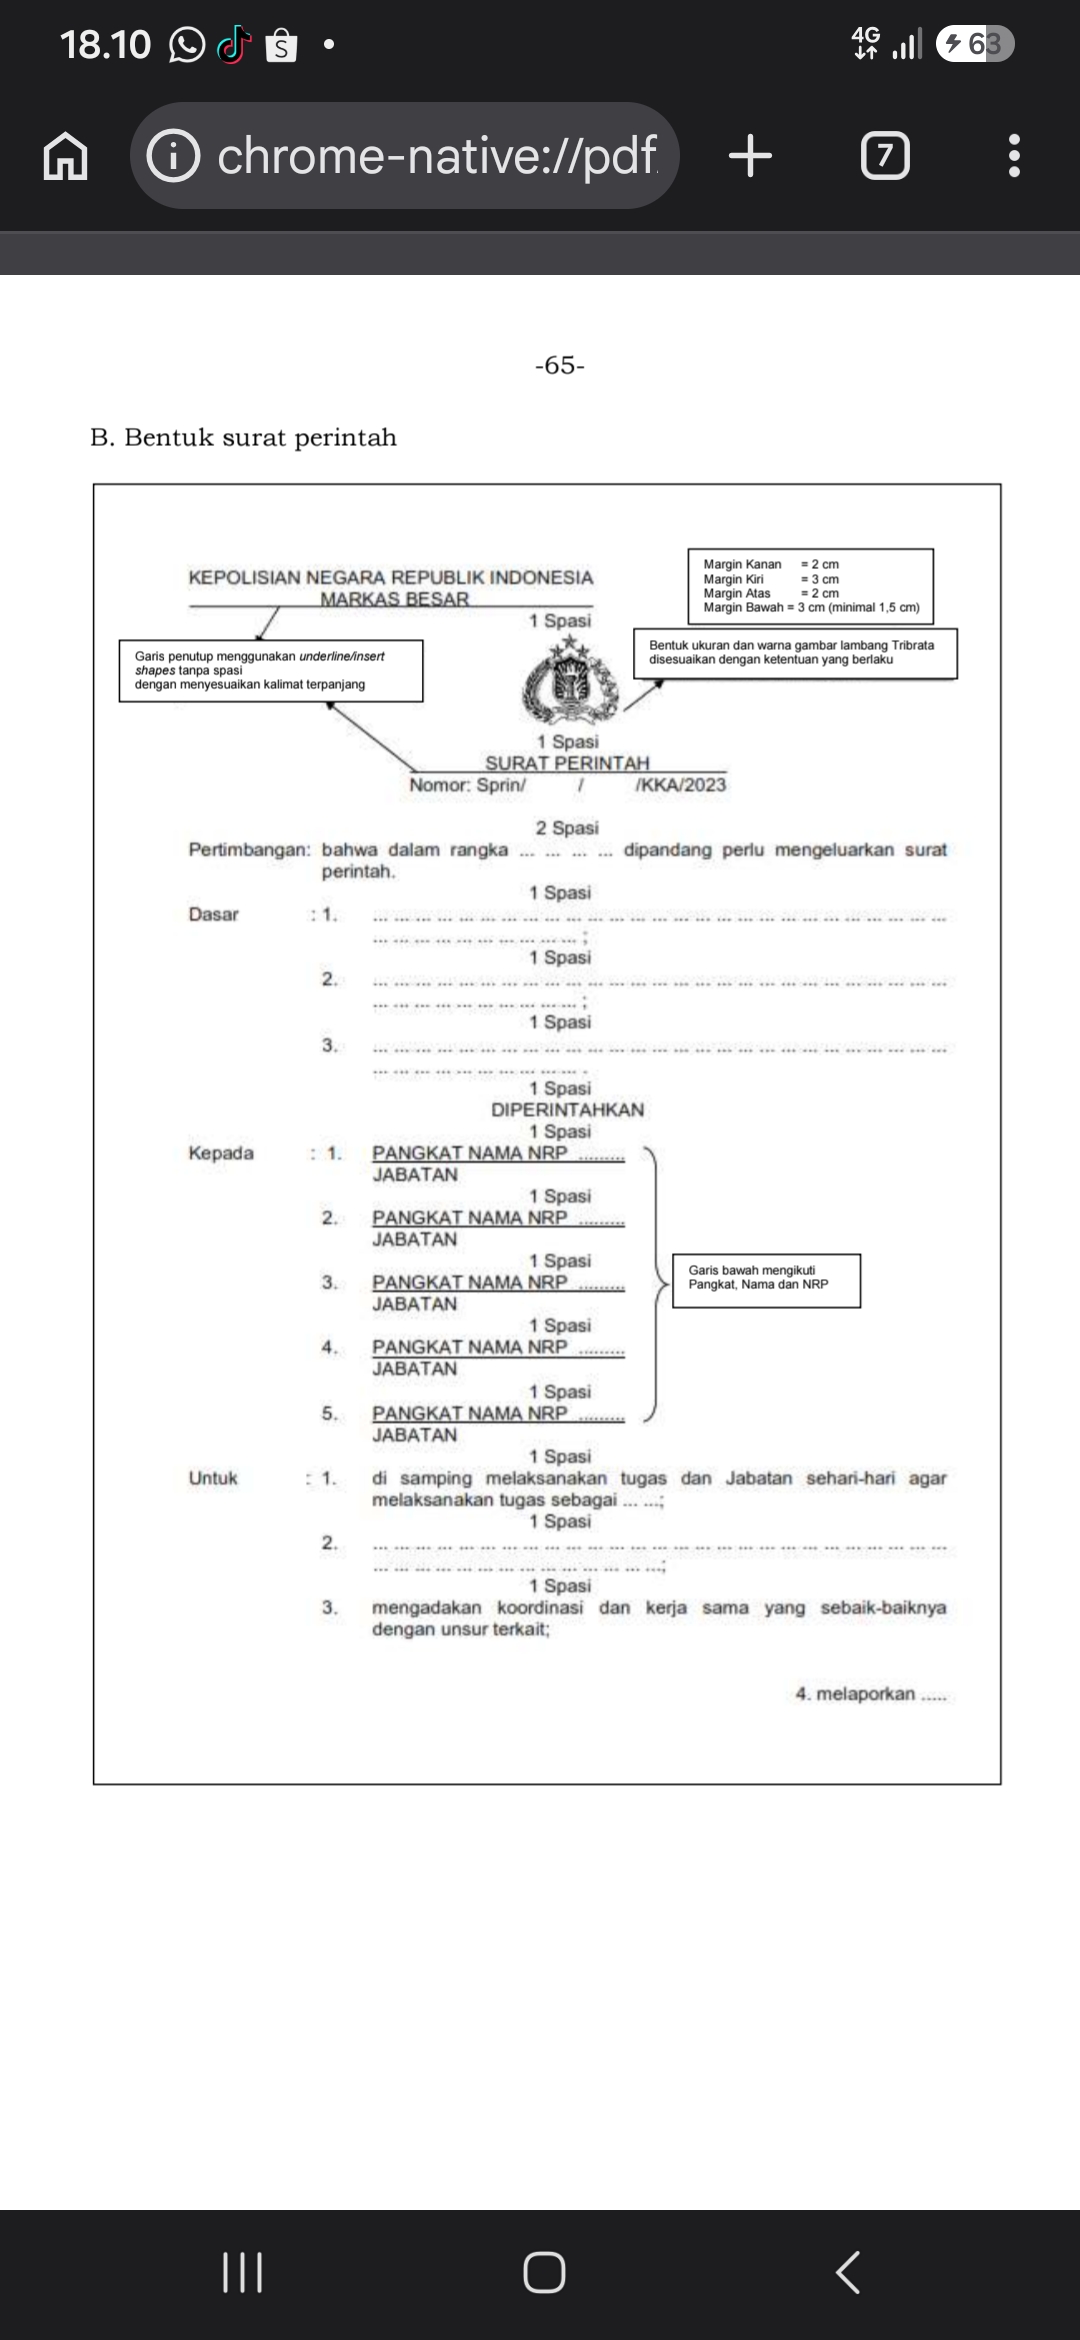 18.10
4G
63
chrome-native://pdf
7
-65-
B. Bentuk surat perintah
Margin Kanan = 2 cm
Margin Kiri = 3 cm
Margin Atas = 2 cm
Margin Bawah = 3 cm (minimal 1,5 cm)
KEPOLISIAN NEGARA REPUBLIK INDONESIA
MARKAS BESAR
1 Spasi
Garis penutup menggunakan underline/insert
shapes tanpa spasi
dengan menyesuaikan kalimat terpanjang
Bentuk ukuran dan warna gambar lambang Tribrata
disesuaikan dengan ketentuan yang berlaku
1 Spasi
SURAT PERINTAH
Nomor: Sprin/ / /KKA/2023
2 Spasi
Pertimbangan: bahwa dalam rangka ... ... ... ... dipandang perlu mengeluarkan surat
perintah.
1 Spasi
Dasar : 1. ... ... ... ... ... ... ... ... ... ... ... ... ... ... ... ... ... ... ... ... ... ... ... ... ... ... ...
... ... ... ... ... ... ... ... ... ... ;
1 Spasi
2. ... ... ... ... ... ... ... ... ... ... ... ... ... ... ... ... ... ... ... ... ... ... ... ... ... ... ...
... ... ... ... ... ... ... ... ... ... ;
1 Spasi
3. ... ... ... ... ... ... ... ... ... ... ... ... ... ... ... ... ... ... ... ... ... ... ... ... ... ... ...
... ... ... ... ... ... ... ... ... ... .
1 Spasi
DIPERINTAHKAN
1 Spasi
Kepada : 1. PANGKAT NAMA NRP .........
JABATAN
1 Spasi
2. PANGKAT NAMA NRP .........
JABATAN
1 Spasi
3. PANGKAT NAMA NRP .........
JABATAN
Garis bawah mengikuti
Pangkat, Nama dan NRP
1 Spasi
4. PANGKAT NAMA NRP .........
JABATAN
1 Spasi
5. PANGKAT NAMA NRP .........
JABATAN
1 Spasi
Untuk : 1. di samping melaksanakan tugas dan Jabatan sehari-hari agar
melaksanakan tugas sebagai ... ...;
1 Spasi
2. ... ... ... ... ... ... ... ... ... ... ... ... ... ... ... ... ... ... ... ... ... ... ... ... ... ... ...
... ... ... ... ... ... ... ... ... ... ... ... ... ...;
1 Spasi
3. mengadakan koordinasi dan kerja sama yang sebaik-baiknya
dengan unsur terkait;
4. melaporkan .....